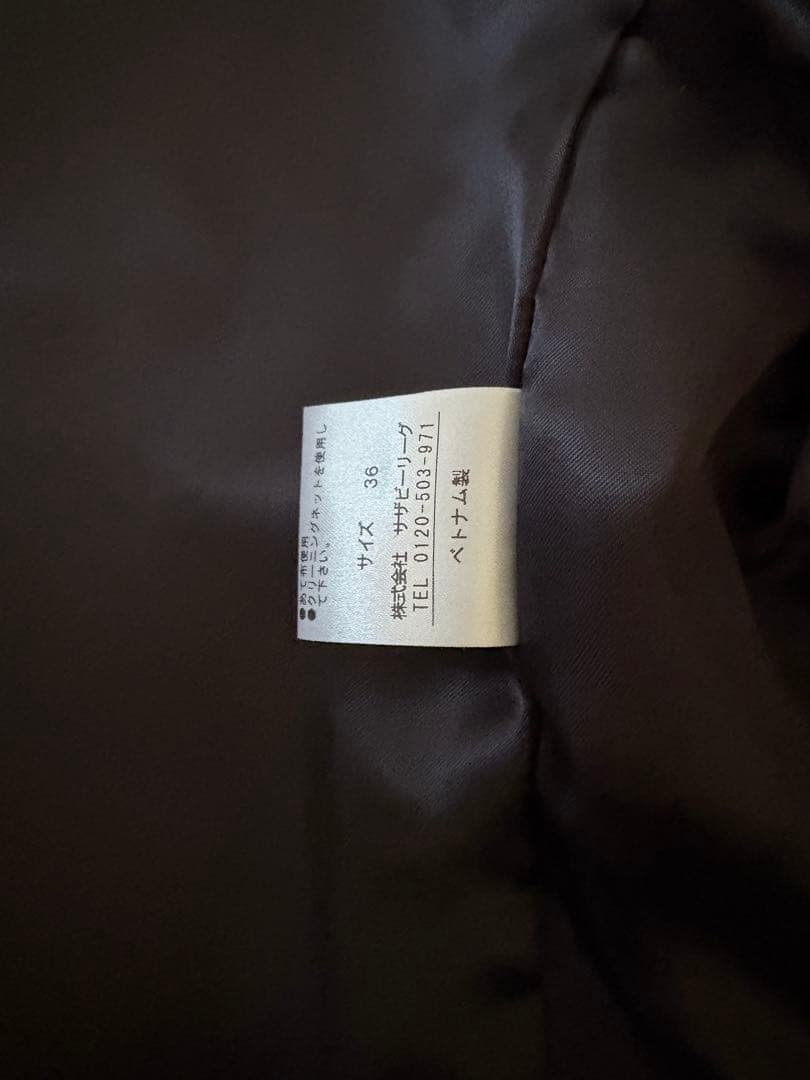 ●あて布使用
●クリーニングネットを使用し
て下さい。
サイズ 36
株式会社 サザビーリーグ
TEL 0120-503-971
ベトナム製